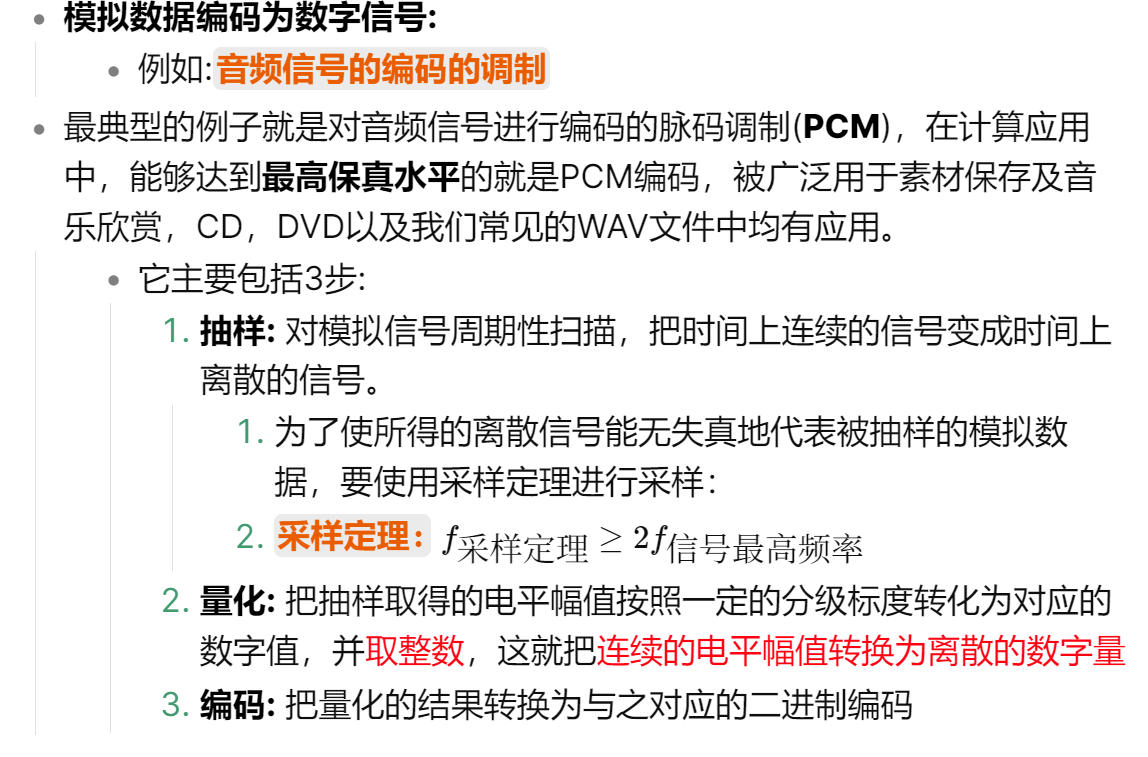 模拟数据编码为数字信号:
例如:音频信号的编码的调制
最典型的例子就是对音频信号进行编码的脉码调制(PCM)，在计算应用
中，能够达到最高保真水平的就是PCM编码，被广泛用于素材保存及音
乐欣赏，CD，DVD以及我们常见的WAV文件中均有应用。
它主要包括3步:
1. 抽样: 对模拟信号周期性扫描，把时间上连续的信号变成时间上
离散的信号。
1. 为了使所得的离散信号能无失真地代表被抽样的模拟数
据，要使用采样定理进行采样：
2. 采样定理： f采样定理 ≥ 2f信号最高频率
2. 量化: 把抽样取得的电平幅值按照一定的分级标度转化为对应的
数字值，并取整数，这就把连续的电平幅值转换为离散的数字量
3. 编码: 把量化的结果转换为与之对应的二进制编码